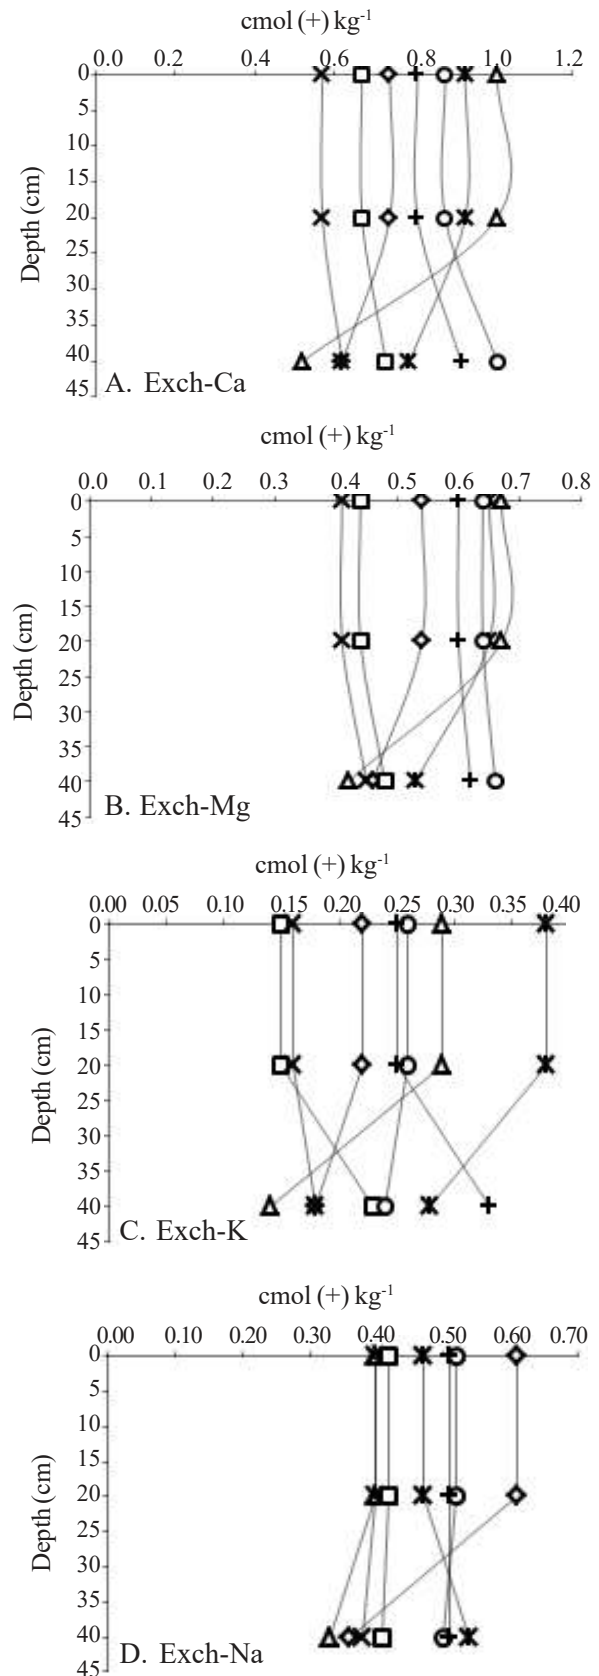 cmol (+) kg-1
0.0 0.2 0.4 0.6 0.8 1.0 1.2
0
5
10
15
20
25
30
35
40
45
Depth (cm)
A. Exch-Ca
cmol (+) kg-1
0.0 0.1 0.2 0.3 0.4 0.5 0.6 0.7 0.8
0
5
10
15
20
25
30
35
40
45
Depth (cm)
B. Exch-Mg
cmol (+) kg-1
0.00 0.05 0.10 0.15 0.20 0.25 0.30 0.35 0.40
0
5
10
15
20
25
30
35
40
45
Depth (cm)
C. Exch-K
cmol (+) kg-1
0.00 0.10 0.20 0.30 0.40 0.50 0.60 0.70
0
5
10
15
20
25
30
35
40
45
Depth (cm)
D. Exch-Na